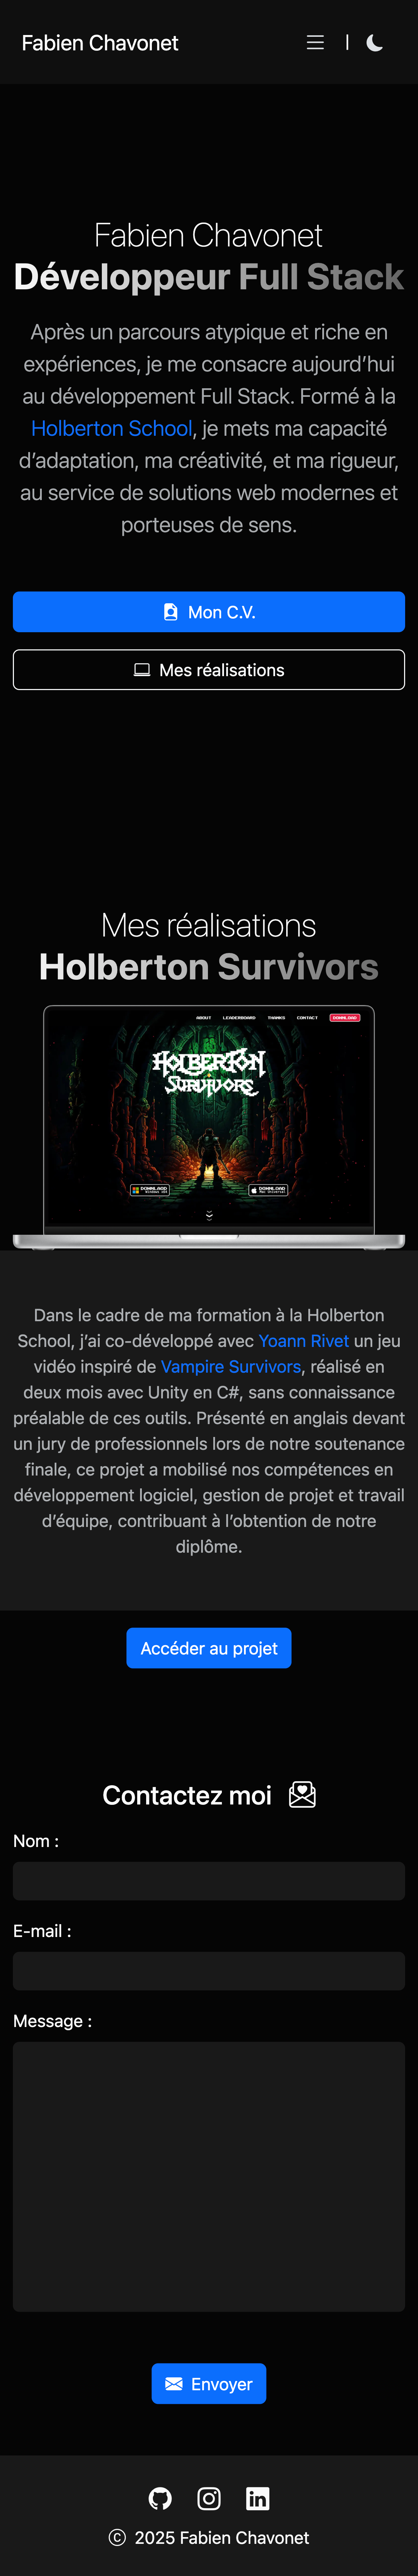 Fabien Chavonet
Fabien Chavonet
Développeur Full Stack
Après un parcours atypique et riche en
expériences, je me consacre aujourd’hui
au développement Full Stack. Formé à la
Holberton School, je mets ma capacité
d’adaptation, ma créativité, et ma rigueur,
au service de solutions web modernes et
porteuses de sens.
Mon C.V.
Mes réalisations
Mes réalisations
Holberton Survivors
ABOUT LEADERBOARD THANKS CONTACT DOWNLOAD
HOLBERTON
SURVIVORS
DOWNLOAD
Windows x64
DOWNLOAD
Mac Universal
Dans le cadre de ma formation à la Holberton
School, j’ai co-développé avec Yoann Rivet un jeu
vidéo inspiré de Vampire Survivors, réalisé en
deux mois avec Unity en C#, sans connaissance
préalable de ces outils. Présenté en anglais devant
un jury de professionnels lors de notre soutenance
finale, ce projet a mobilisé nos compétences en
développement logiciel, gestion de projet et travail
d’équipe, contribuant à l’obtention de notre
diplôme.
Accéder au projet
Contactez moi
Nom :
E-mail :
Message :
Envoyer
© 2025 Fabien Chavonet